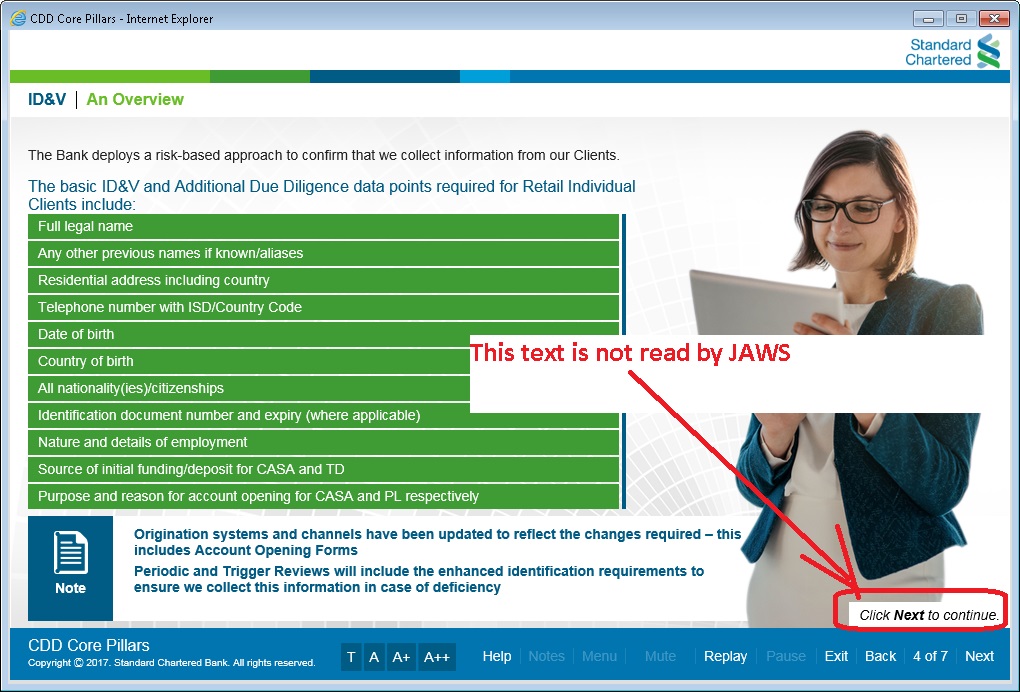 CDD Core Pillars - Internet Explorer
Standard
Chartered
ID&V | An Overview
The Bank deploys a risk-based approach to confirm that we collect information from our Clients.
The basic ID&V and Additional Due Diligence data points required for Retail Individual
Clients include:
Full legal name
Any other previous names if known/aliases
Residential address including country
Telephone number with ISD/Country Code
Date of birth
Country of birth
All nationality(ies)/citizenships
Identification document number and expiry (where applicable)
Nature and details of employment
Source of initial funding/deposit for CASA and TD
Purpose and reason for account opening for CASA and PL respectively
This text is not read by JAWS
Note
Origination systems and channels have been updated to reflect the changes required – this
includes Account Opening Forms
Periodic and Trigger Reviews will include the enhanced identification requirements to
ensure we collect this information in case of deficiency
Click Next to continue.
CDD Core Pillars
Copyright © 2017. Standard Chartered Bank. All rights reserved.
T A A+ A++
Help Notes Menu Mute Replay Pause Exit Back 4 of 7 Next